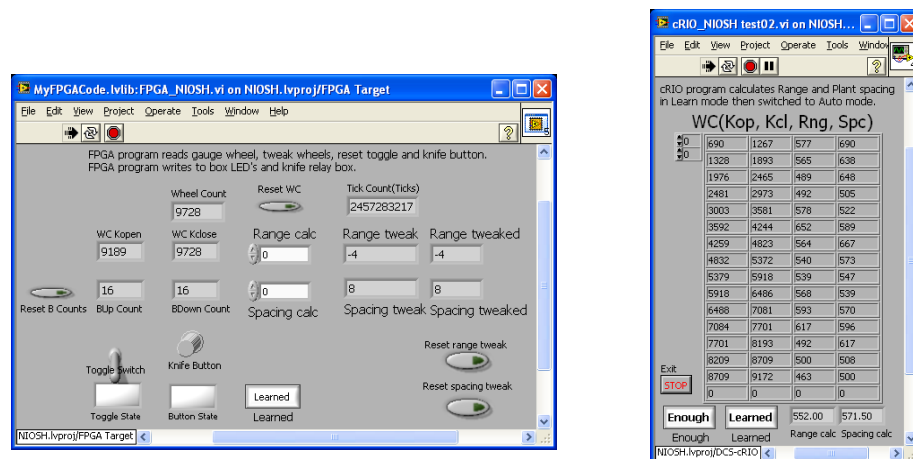 MyFPGACode.lvlib:FPGA_NIOSH.vi on NIOSH.lvproj/FPGA Target
File Edit View Project Operate Tools Window Help
FPGA program reads gauge wheel, tweak wheels, reset toggle and knife button.
FPGA program writes to box LED's and knife relay box.
Wheel Count Reset WC Tick Count(Ticks)
9728 2457283217
WC Kopen WC Kclose Range calc Range tweak Range tweaked
9189 9728 0 -4 -4
16 16 0 8 8
Reset B Counts BUp Count BDown Count Spacing calc Spacing tweak Spacing tweaked
Reset range tweak
Toggle Switch Knife Button
Reset spacing tweak
Learned
Toggle State Button State Learned
NIOSH.lvproj/FPGA Target
cRIO_NIOSH test02.vi on NIOSH...
File Edit View Project Operate Tools Window
cRIO program calculates Range and Plant spacing
in Learn mode then switched to Auto mode.
WC(Kop, Kcl, Rng, Spc)
0 690 1267 577 690
0 1328 1893 565 638
1976 2465 489 648
2481 2973 492 505
3003 3581 578 522
3592 4244 652 589
4259 4823 564 667
4832 5372 540 573
5379 5918 539 547
5918 6486 568 539
6488 7081 593 570
7084 7701 617 596
7701 8193 492 617
8209 8709 500 508
Exit
8709 9172 463 500
STOP
0 0 0 0
Enough Learned 552.00 571.50
Enough Learned Range calc Spacing calc
NIOSH.lvproj/DCS-cRIO